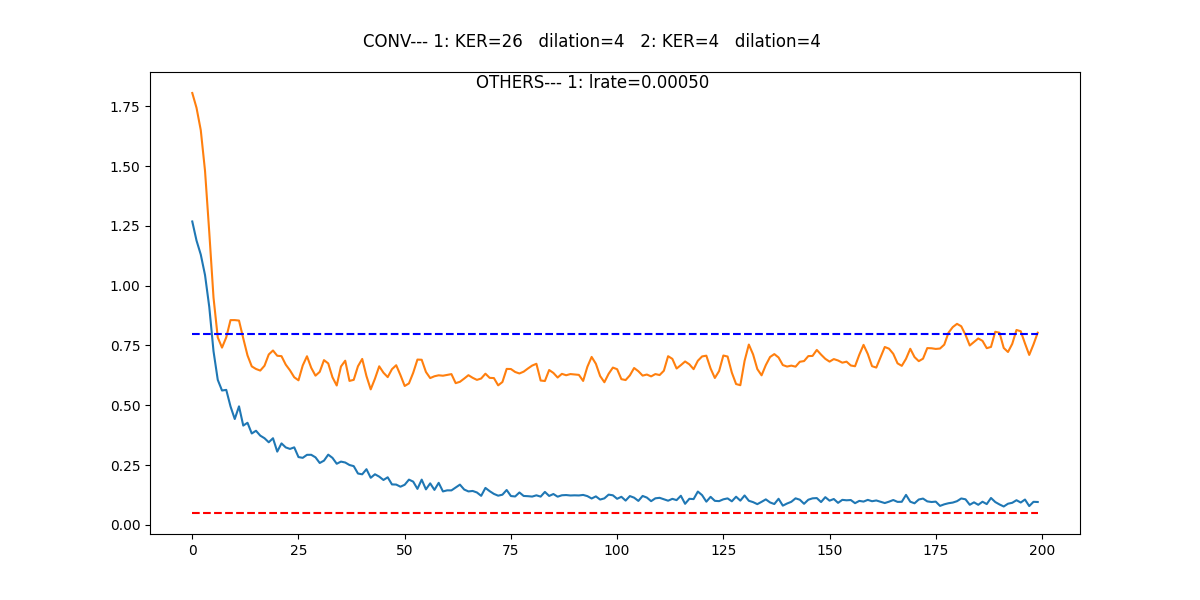 CONV--- 1: KER=26   dilation=4   2: KER=4   dilation=4
OTHERS--- 1: lrate=0.00050
1.75
1.50
1.25
1.00
0.75
0.50
0.25
0.00
0 25 50 75 100 125 150 175 200